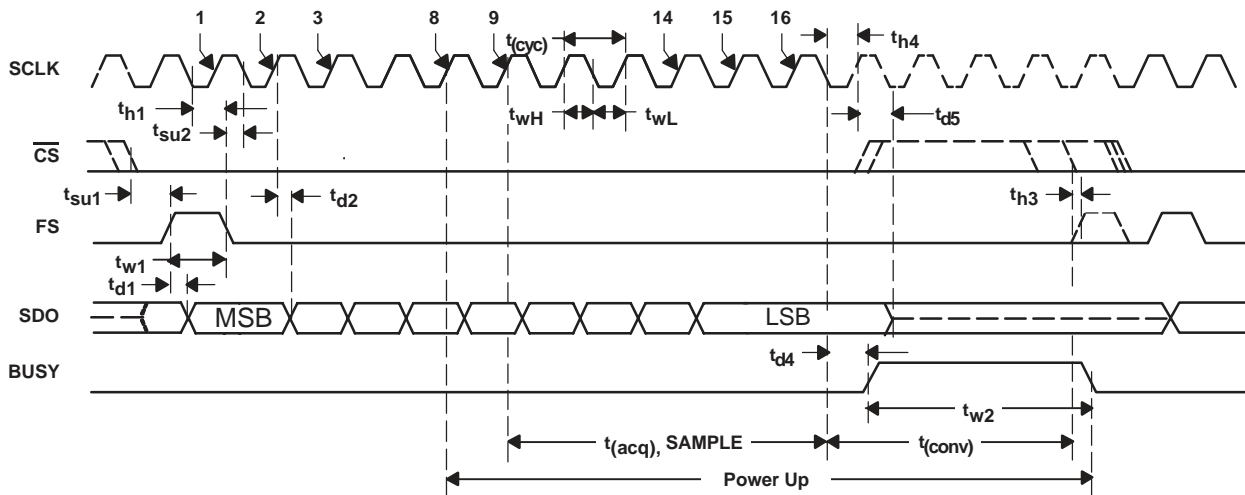 1 2 3 8 9 14 15 16
t(cyc) th4
SCLK
th1 twH twL td5
tsu2
CS
tsu1 td2 th3
FS
tw1
td1
SDO MSB LSB
td4
BUSY
tw2
t(acq), SAMPLE t(conv)
Power Up